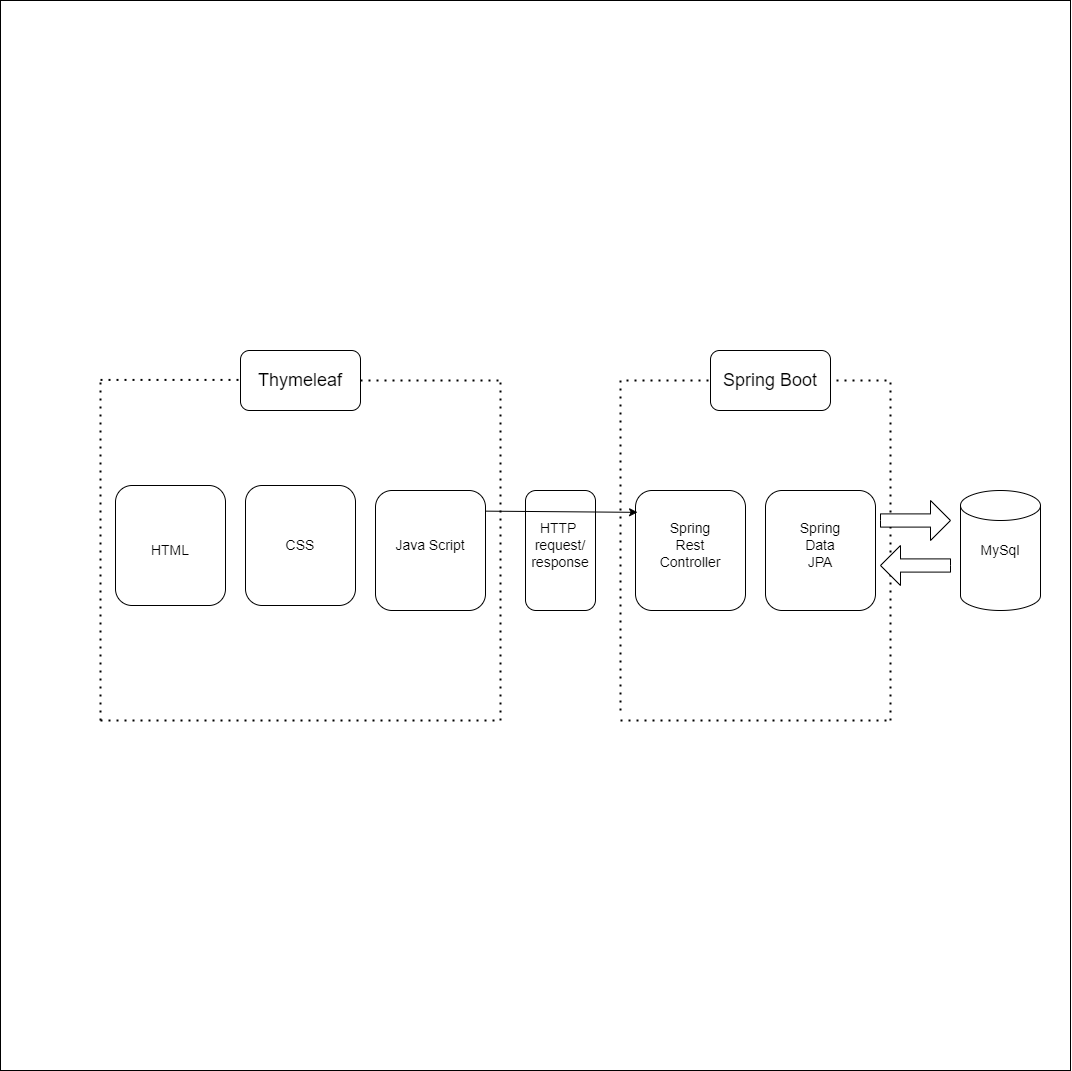 Thymeleaf
Spring Boot
HTML
CSS
Java Script
HTTP
request/
response
Spring
Rest
Controller
Spring
Data
JPA
MySql